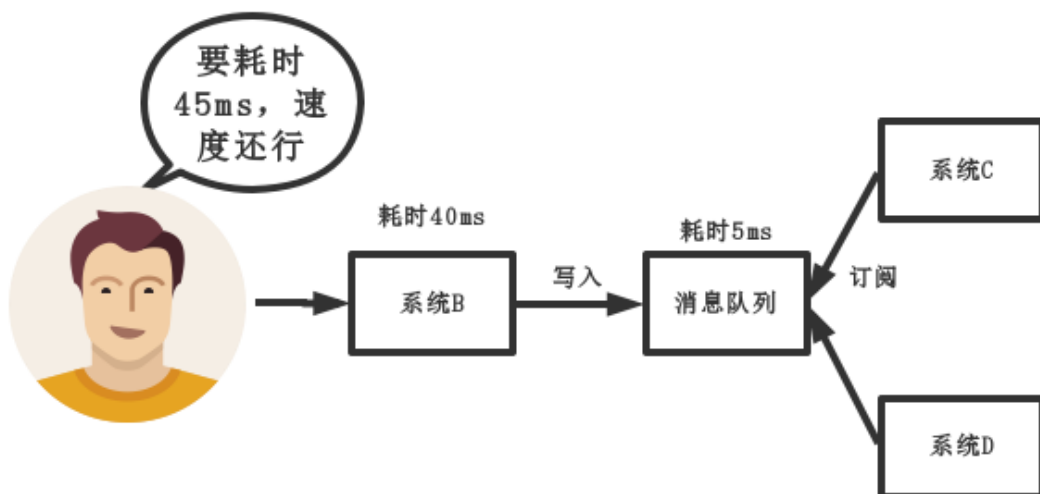 要耗时
45ms，速
度还行
耗时40ms
系统B
写入
耗时5ms
消息队列
订阅
系统C
系统D